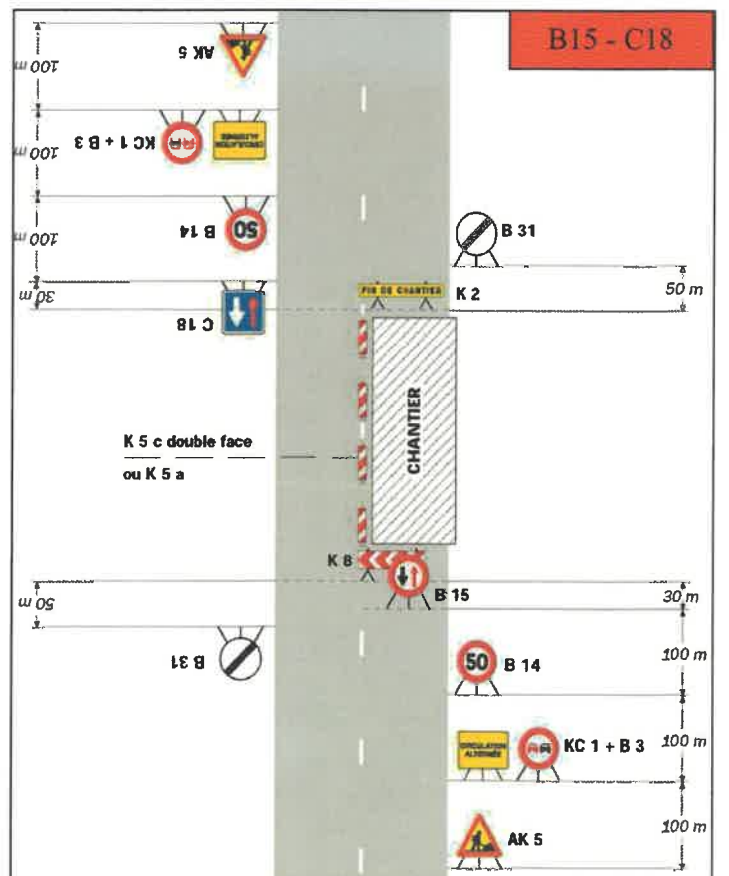 B15 - C18
AK 5
100 m
KC 1 + B 3
CIRCULATION
ALTERNÉE
100 m
50
B 14
100 m
B 31
C 18
30 m
FIN DE CHANTIER
K 2
50 m
CHANTIER
K 5 c double face
ou K 5 a
K 8
B 15
30 m
50 m
B 31
50
B 14
100 m
CIRCULATION
ALTERNÉE
KC 1 + B 3
100 m
AK 5
100 m